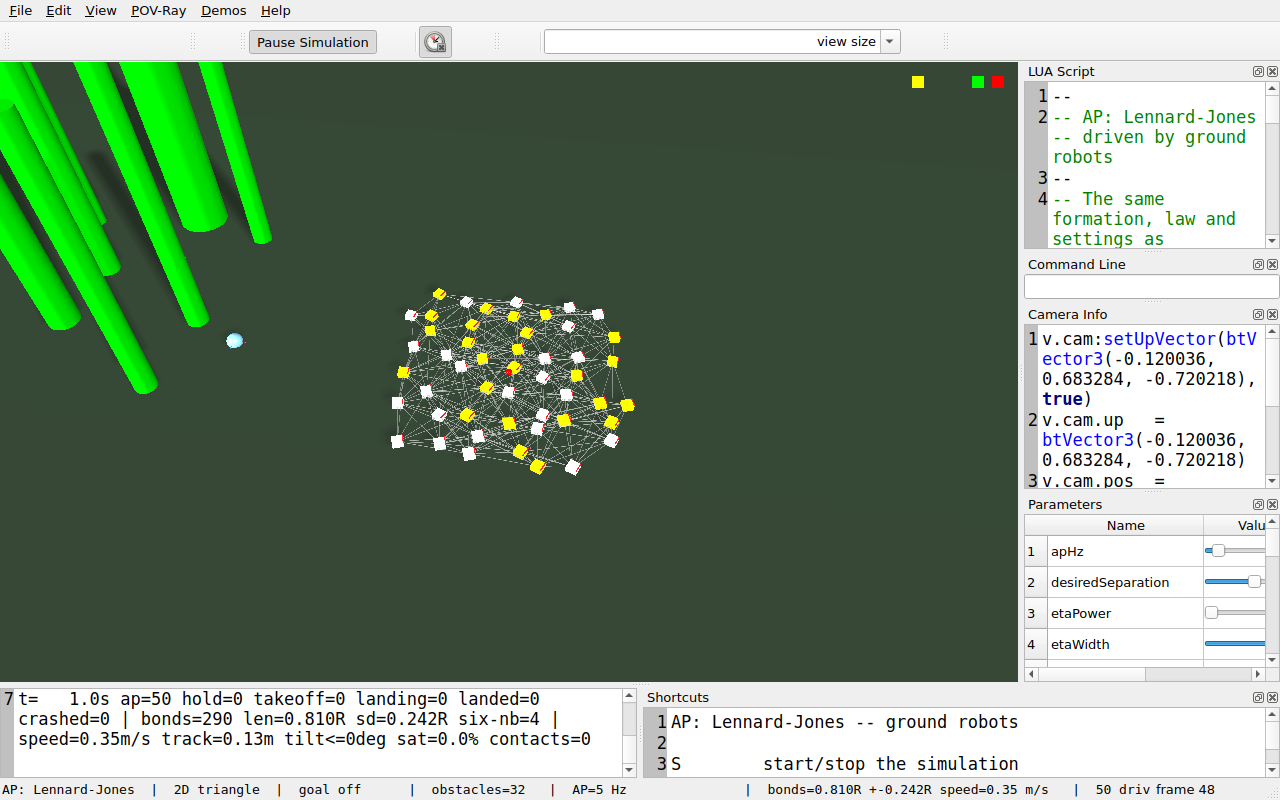 File Edit View POV-Ray Demos Help
Pause Simulation
view size
LUA Script
1 --
2 -- AP: Lennard-Jones
-- driven by ground
robots
3 --
4 -- The same
formation, law and
settings as
Command Line
Camera Info
1 v.cam:setUpVector(btV
ector3(-0.120036,
0.683284, -0.720218),
true)
2 v.cam.up   =
btVector3(-0.120036,
0.683284, -0.720218)
3 v.cam.pos  =
Parameters
Name Valu
1 apHz
2 desiredSeparation
3 etaPower
4 etaWidth
7 t=   1.0s ap=50 hold=0 takeoff=0 landing=0 landed=0
crashed=0 | bonds=290 len=0.810R sd=0.242R six-nb=4 |
speed=0.35m/s track=0.13m tilt<=0deg sat=0.0% contacts=0
Shortcuts
1 AP: Lennard-Jones -- ground robots
2
3 S        start/stop the simulation
AP: Lennard-Jones | 2D triangle | goal off | obstacles=32 | AP=5 Hz | bonds=0.810R +-0.242R speed=0.35 m/s | 50 driv frame 48